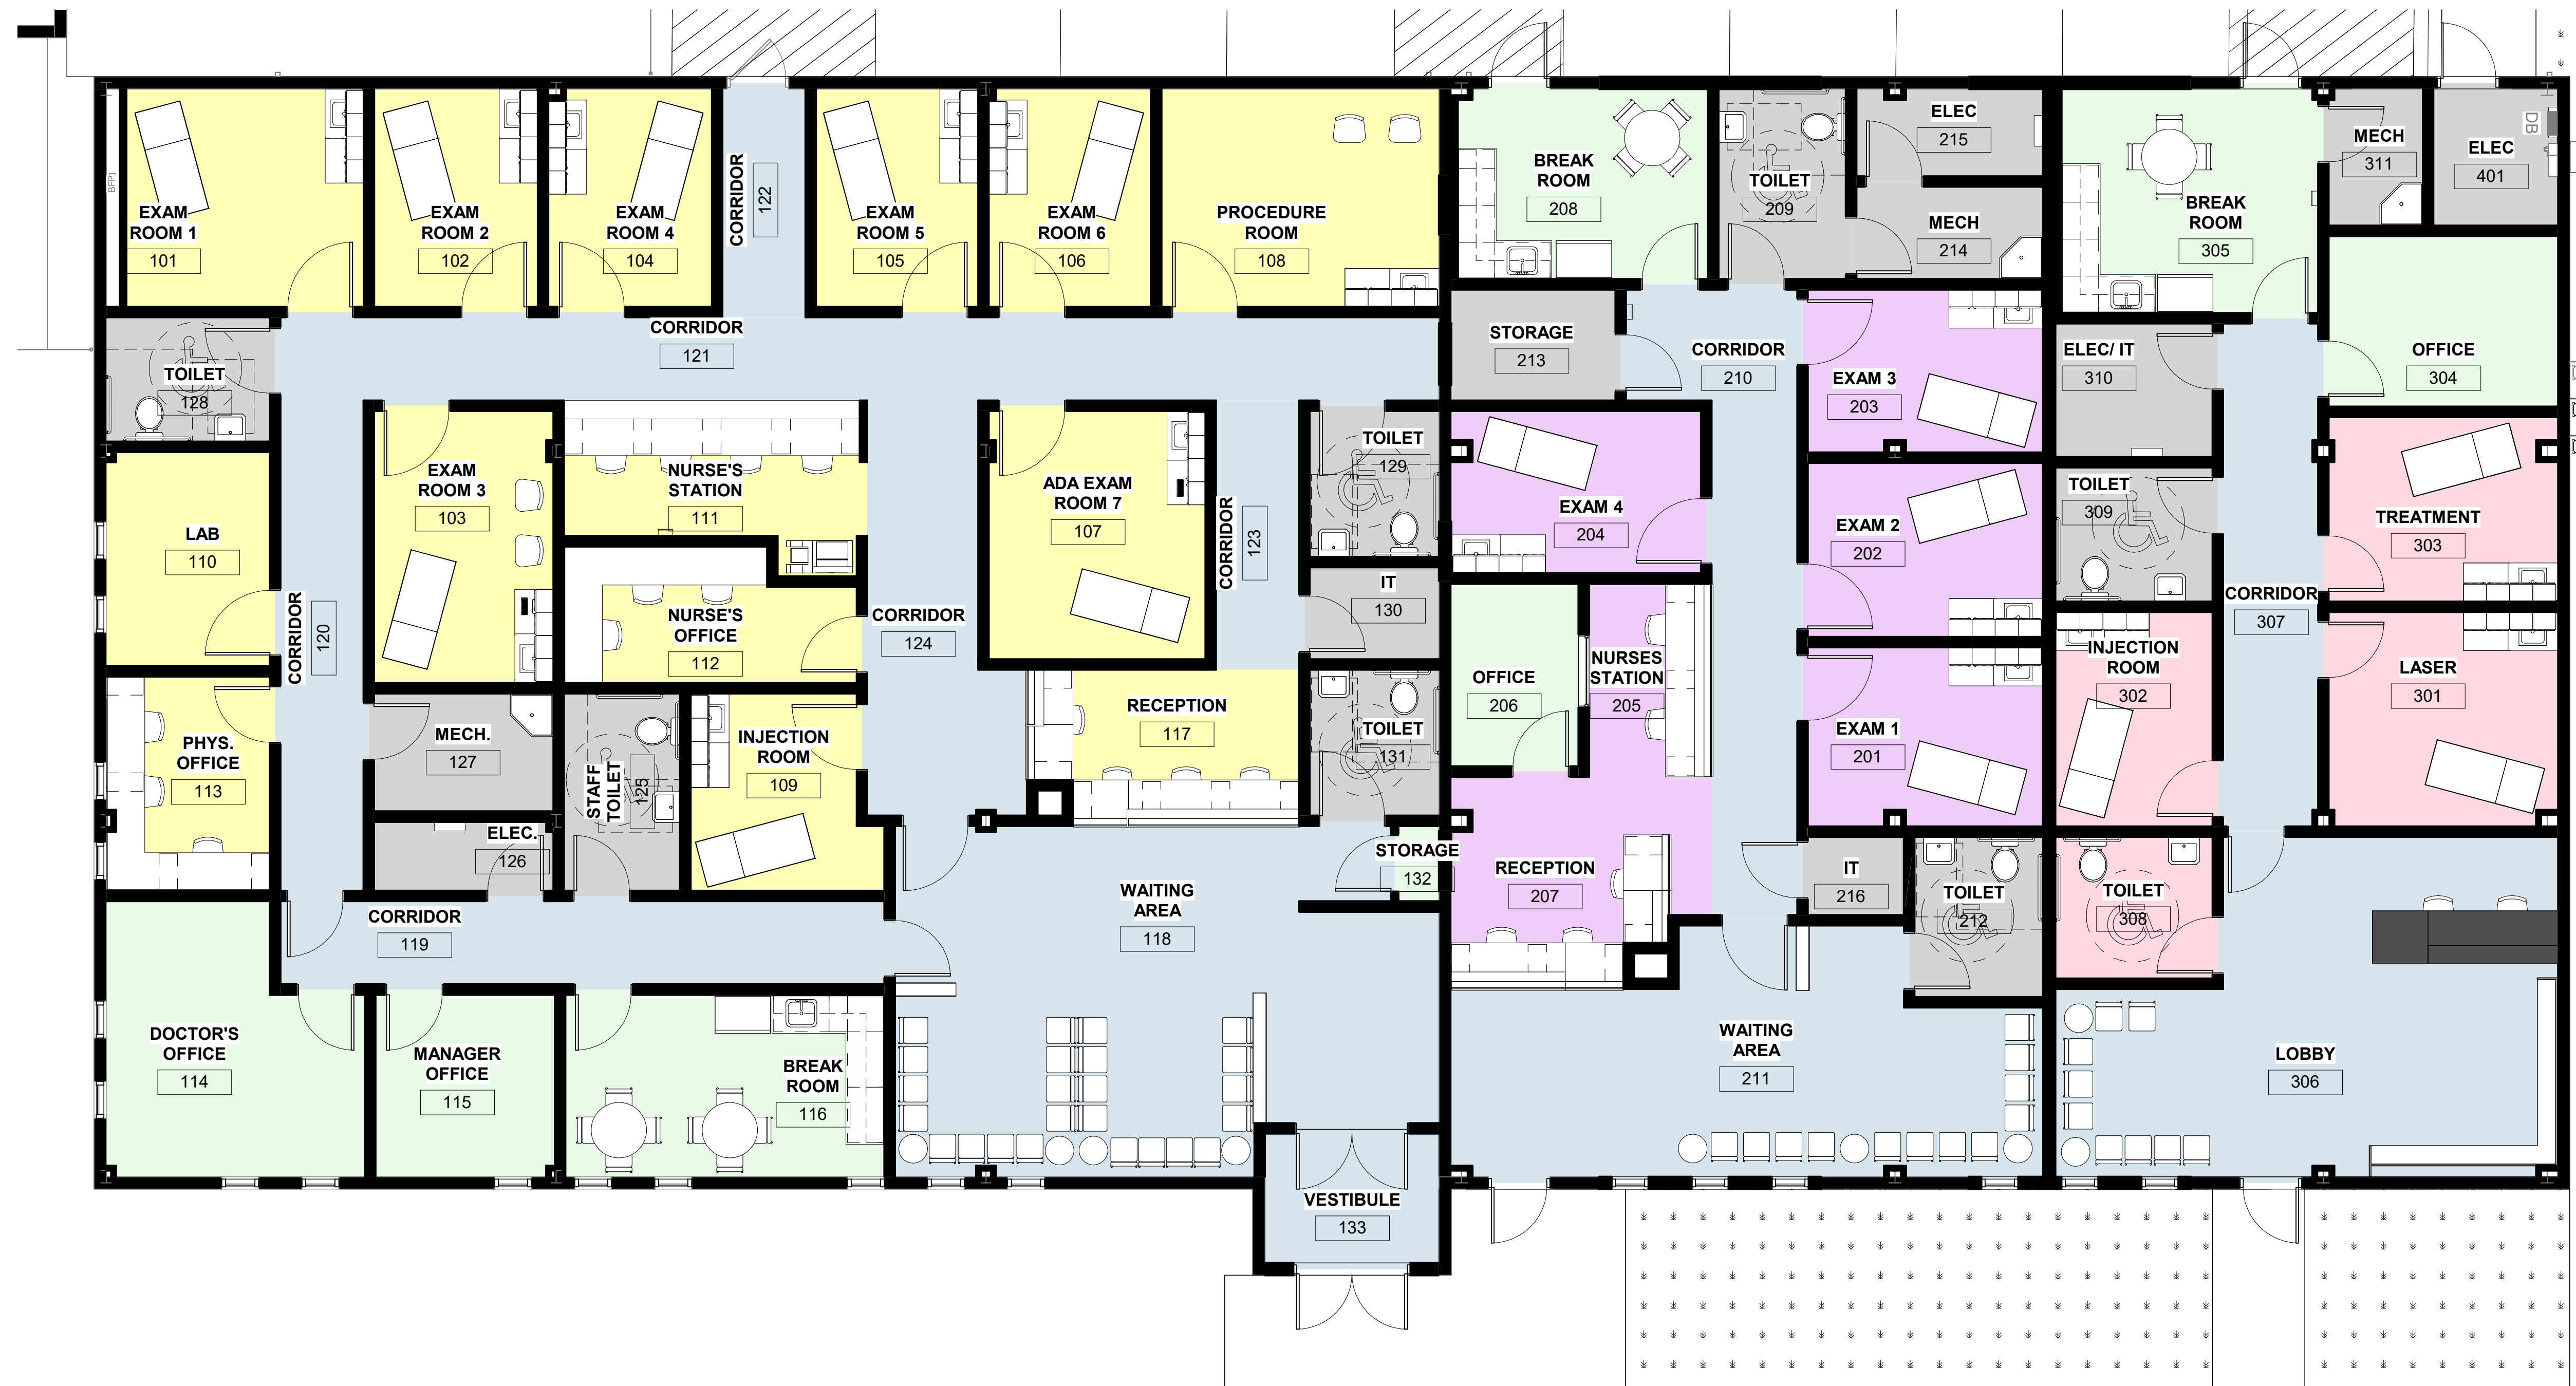 BFP
EXAM
ROOM 1
101
EXAM
ROOM 2
102
EXAM
ROOM 4
104
CORRIDOR
122
EXAM
ROOM 5
105
EXAM
ROOM 6
106
PROCEDURE
ROOM
108
BREAK
ROOM
208
TOILET
209
ELEC
215
MECH
214
BREAK
ROOM
305
MECH
311
ELEC
401
DB
CORRIDOR
121
TOILET
128
STORAGE
213
CORRIDOR
210
EXAM 3
203
ELEC/ IT
310
OFFICE
304
LAB
110
CORRIDOR
120
EXAM
ROOM 3
103
NURSE'S
STATION
111
NURSE'S
OFFICE
112
CORRIDOR
124
ADA EXAM
ROOM 7
107
CORRIDOR
123
TOILET
129
IT
130
EXAM 4
204
EXAM 2
202
TOILET
309
TREATMENT
303
CORRIDOR
307
PHYS.
OFFICE
113
MECH.
127
STAFF
TOILET
125
INJECTION
ROOM
109
RECEPTION
117
TOILET
131
OFFICE
206
NURSES
STATION
205
EXAM 1
201
INJECTION
ROOM
302
LASER
301
ELEC.
126
STORAGE
132
RECEPTION
207
IT
216
TOILET
212
TOILET
308
CORRIDOR
119
WAITING
AREA
118
DOCTOR'S
OFFICE
114
MANAGER
OFFICE
115
BREAK
ROOM
116
WAITING
AREA
211
LOBBY
306
VESTIBULE
133